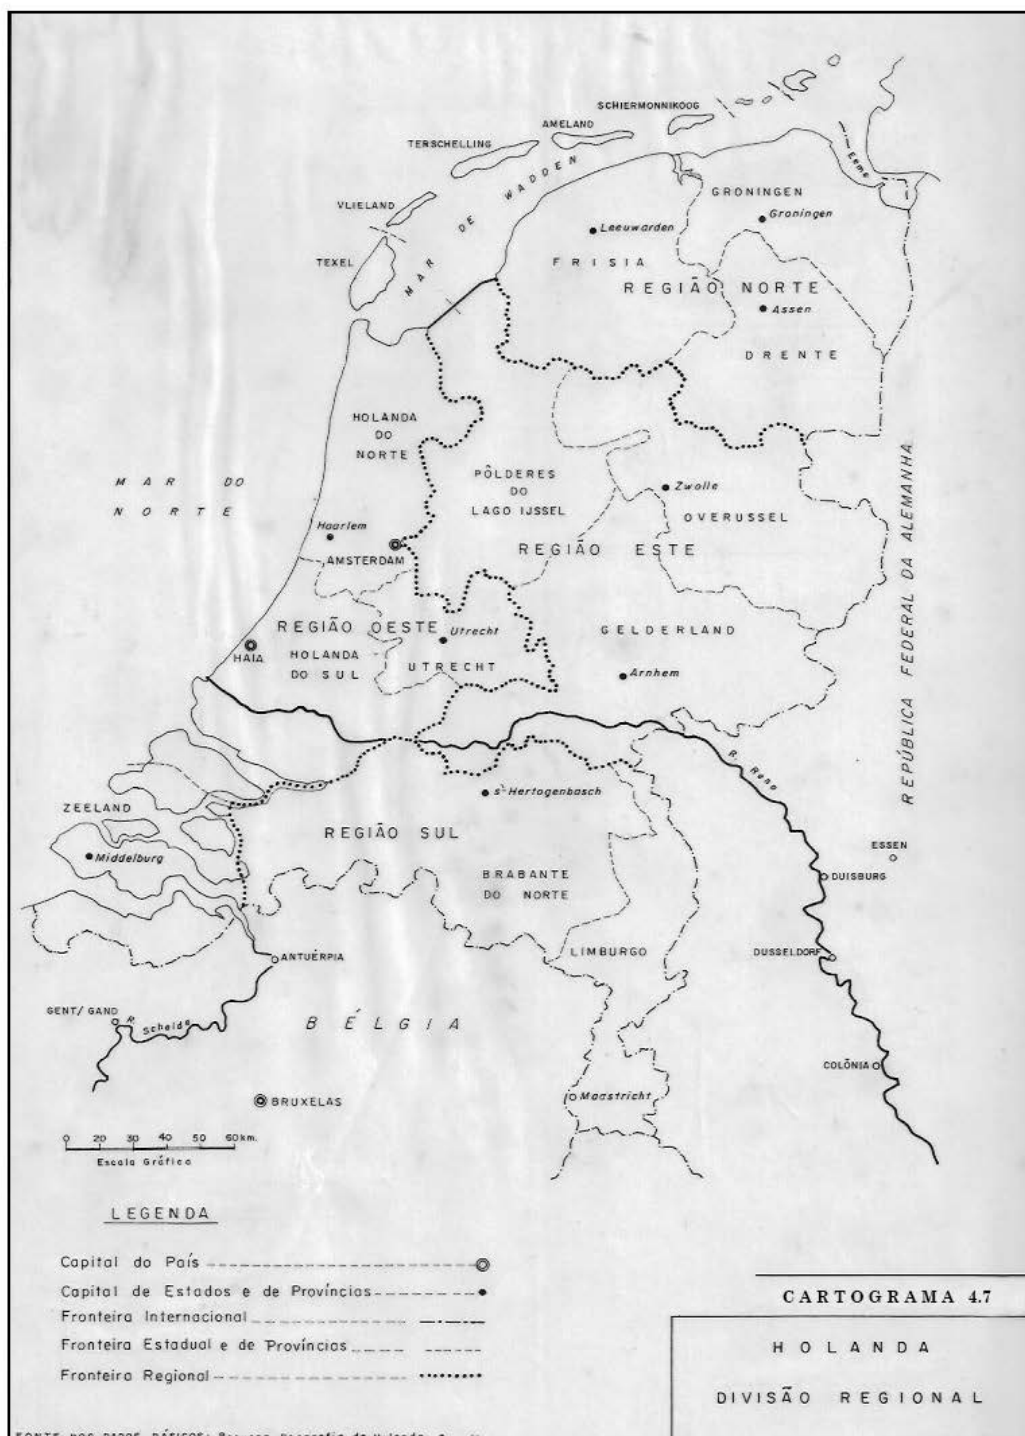 SCHIERMONNIKOOG
AMELAND
TERSCHELLING
VLIELAND
TEXEL
MAR DE WADDEN
Eems
GRONINGEN
Groningen
Leeuwarden
FRISIA
REGIÃO NORTE
Assen
DRENTE
HOLANDA
DO
NORTE
MAR DO
NORTE
PÔLDERES
DO
LAGO IJSSEL
Zwolle
OVERUSSEL
REPÚBLICA FEDERAL DA ALEMANHA
Haarlem
AMSTERDAM
REGIÃO ESTE
REGIÃO OESTE
Utrecht
GELDERLAND
HAIA
HOLANDA
DO SUL
UTRECHT
Arnhem
R. Reno
s'Hertogenbasch
ZEELAND
REGIÃO SUL
Middelburg
ESSEN
DUISBURG
BRABANTE
DO NORTE
LIMBURGO
DUSSELDORF
ANTUÉRPIA
GENT/GAND
R. Schelde
BÉLGIA
COLÔNIA
Maastricht
BRUXELAS
0 20 30 40 50 60km.
Escala Gráfica
LEGENDA
Capital do País
Capital de Estados e de Províncias
Fronteira Internacional
Fronteira Estadual e de Províncias
Fronteira Regional
CARTOGRAMA 4.7
HOLANDA
DIVISÃO REGIONAL